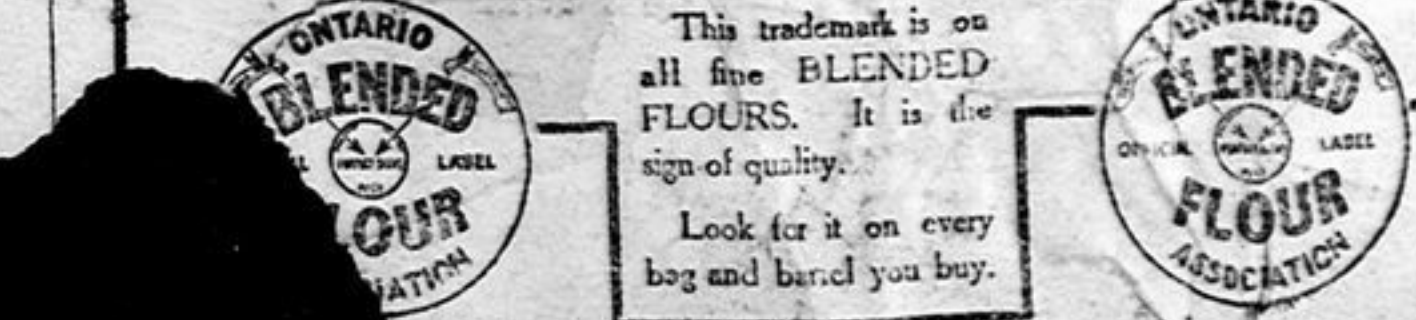 ONTARIO
BLENDED
LABEL
This trademark is on
all fine BLENDED
FLOURS. It is the
sign of quality.
Look for it on every
bag and barrel you buy.
ONTARIO
BLENDED
OFFICIAL LABEL
FLOUR
ASSOCIATION